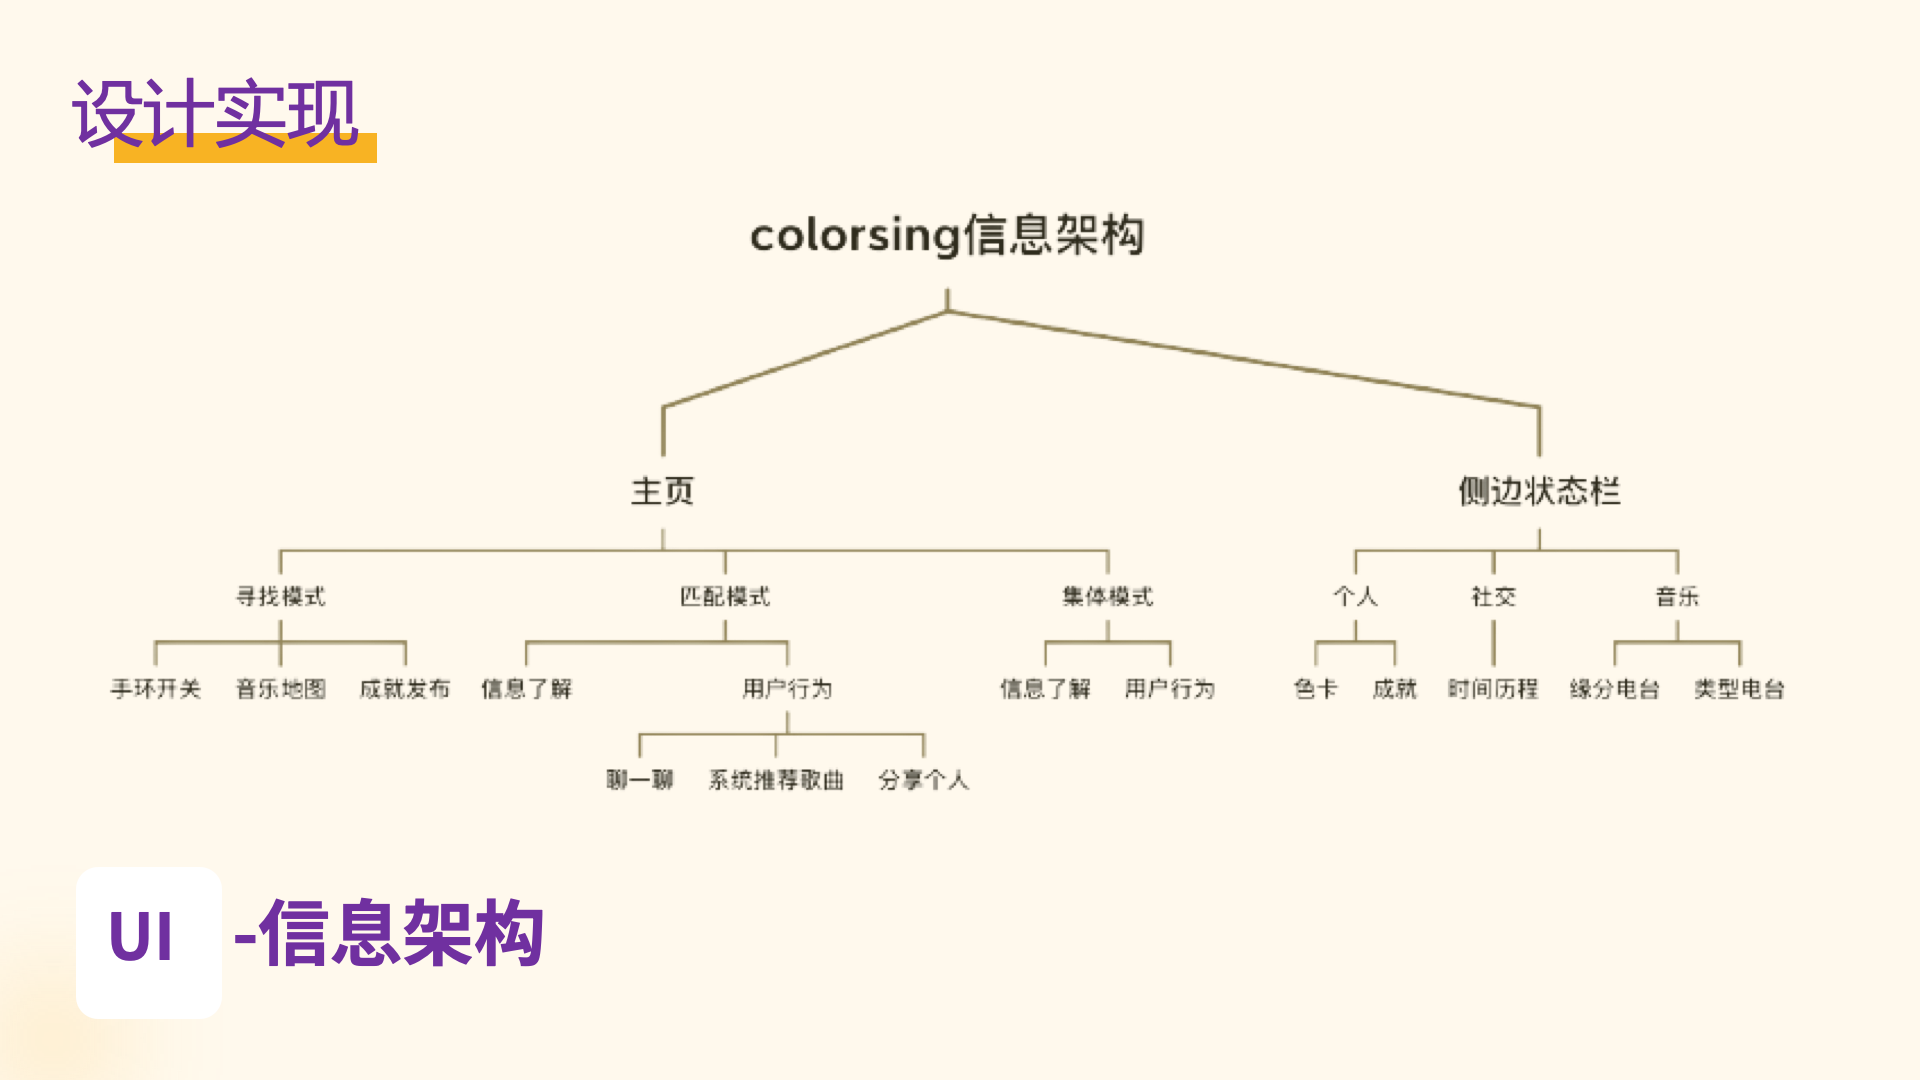 设计实现
colorsing信息架构
主页
侧边状态栏
寻找模式
匹配模式
集体模式
个人
社交
音乐
手环开关
音乐地图
成就发布
信息了解
用户行为
信息了解
用户行为
色卡
成就
时间历程
缘分电台
类型电台
聊一聊
系统推荐歌曲
分享个人
UI -信息架构